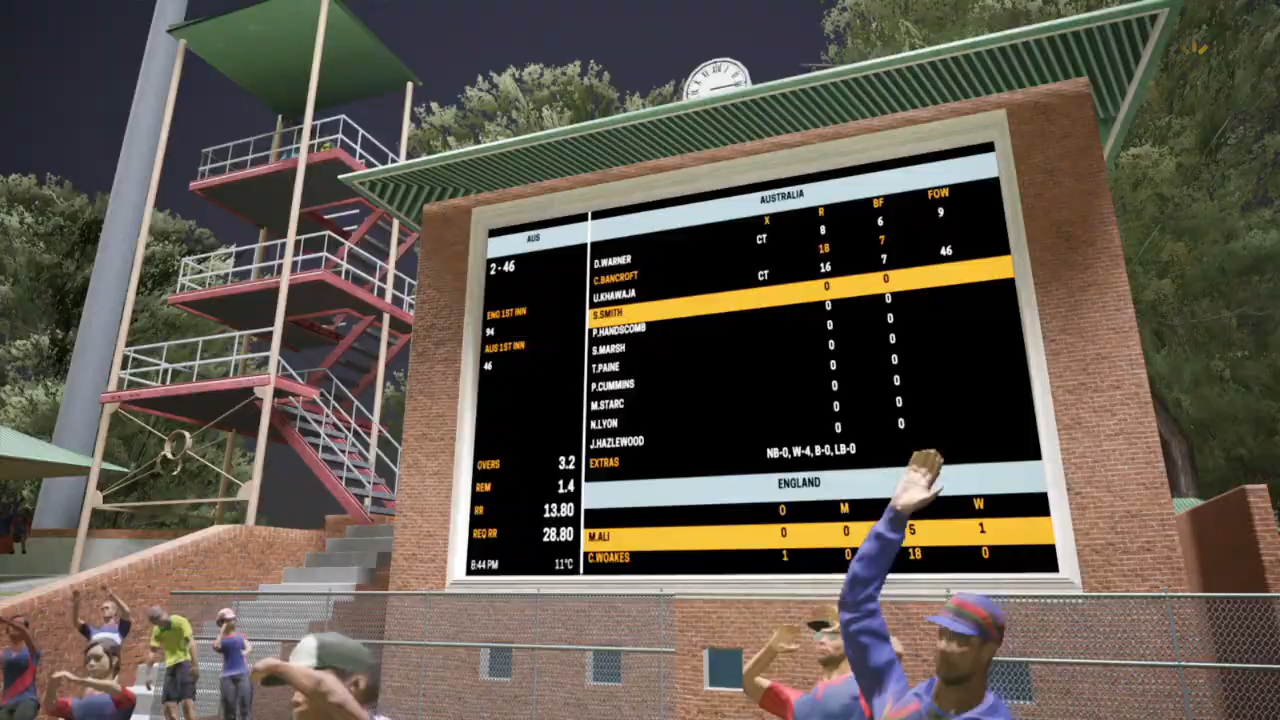 AUS
2-46
ENG 1ST INN
94
AUS 1ST INN
46
OVERS 3.2
REM 1.4
RR 13.80
REQ RR 28.80
8:44 PM 11°C
AUSTRALIA
X R BF FOW
D.WARNER CT 8 6 9
C.BANCROFT 18 7
U.KHAWAJA CT 16 7 46
S.SMITH 0 0
P.HANDSCOMB 0 0
S.MARSH 0 0
T.PAINE 0 0
P.CUMMINS 0 0
M.STARC 0 0
N.LYON 0 0
J.HAZLEWOOD 0 0
EXTRAS NB-0, W-4, B-0, LB-0
ENGLAND
O M W
M.ALI 0 0 5 1
C.WOAKES 1 0 18 0